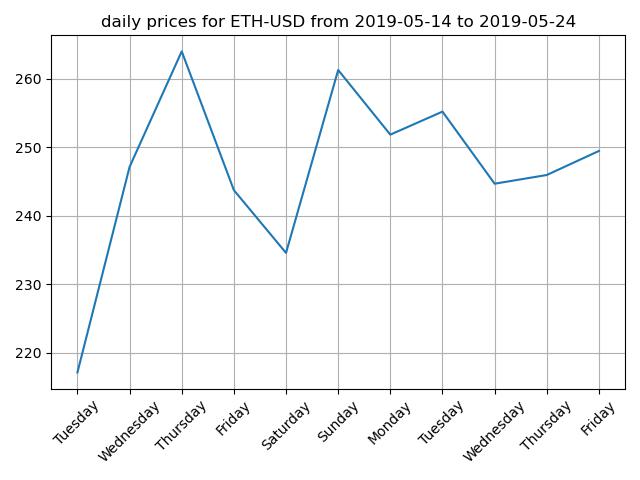 daily prices for ETH-USD from 2019-05-14 to 2019-05-24
260
250
240
230
220
Tuesday
Wednesday
Thursday
Friday
Saturday
Sunday
Monday
Tuesday
Wednesday
Thursday
Friday